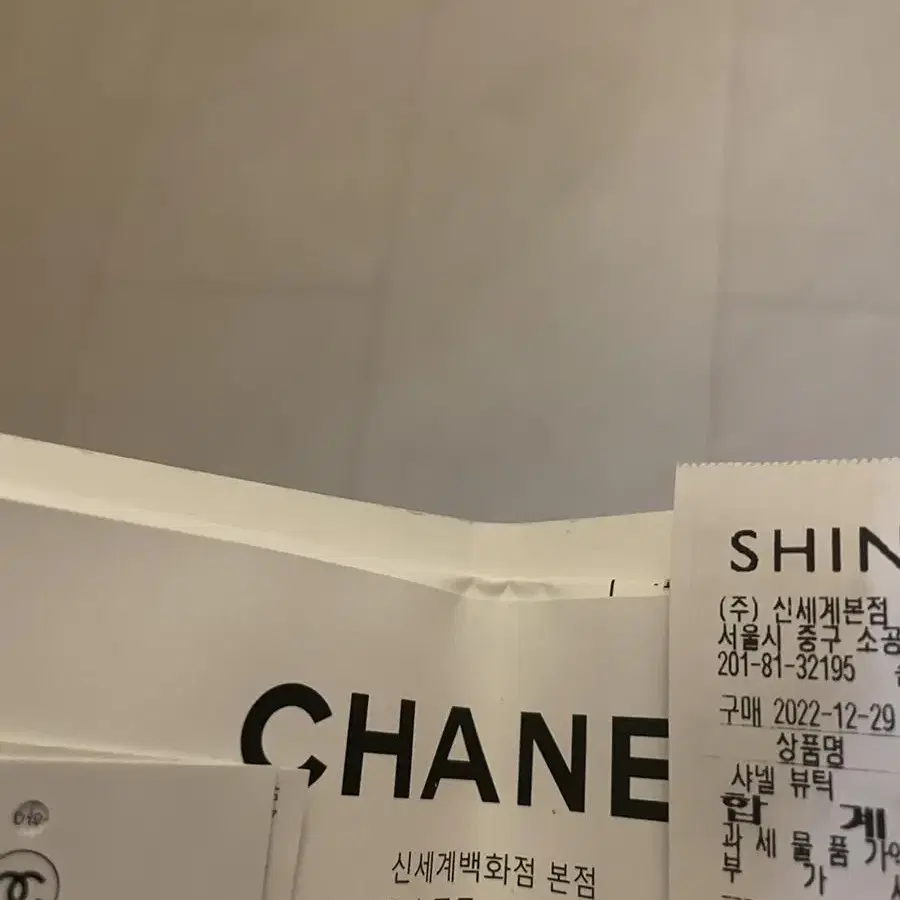 CHANE
신세계백화점 본점
SHIN
(주) 신세계본점
서울시 중구 소공
201-81-32195
구매 2022-12-29
상품명
샤넬 뷰틱
합 계
과 세 물 품 가액
부 가